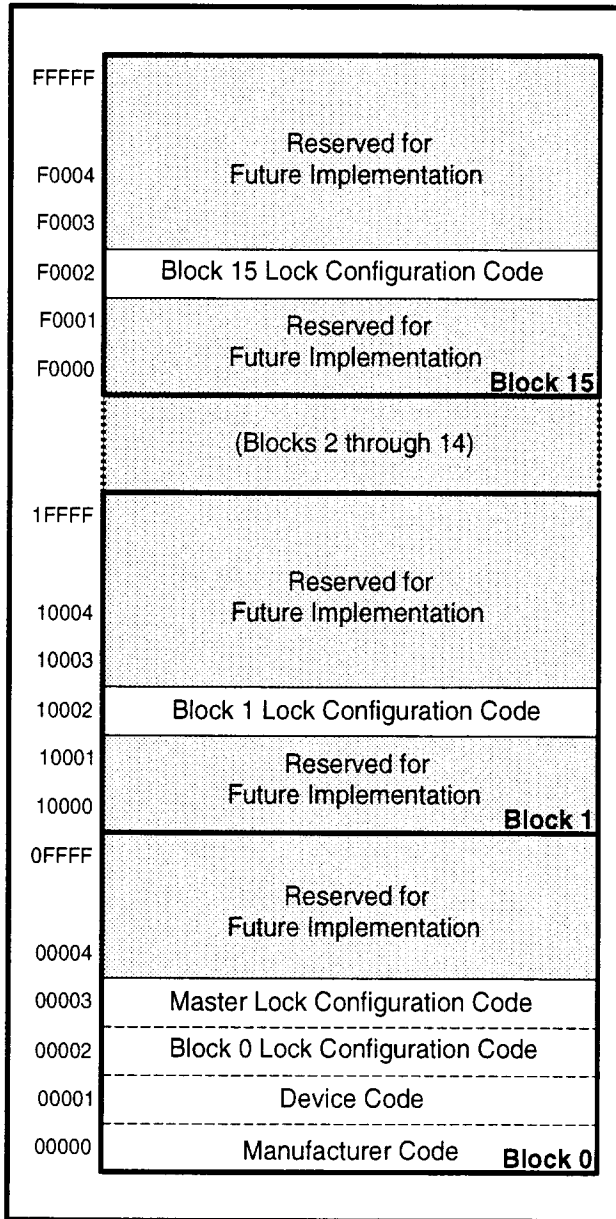 FFFFF
Reserved for
F0004 Future Implementation
F0003
F0002 Block 15 Lock Configuration Code
F0001 Reserved for
Future Implementation
F0000 Block 15
(Blocks 2 through 14)
1FFFF
Reserved for
10004 Future Implementation
10003
10002 Block 1 Lock Configuration Code
10001 Reserved for
Future Implementation
10000 Block 1
0FFFF
Reserved for
Future Implementation
00004
00003 Master Lock Configuration Code
00002 Block 0 Lock Configuration Code
00001 Device Code
00000 Manufacturer Code Block 0